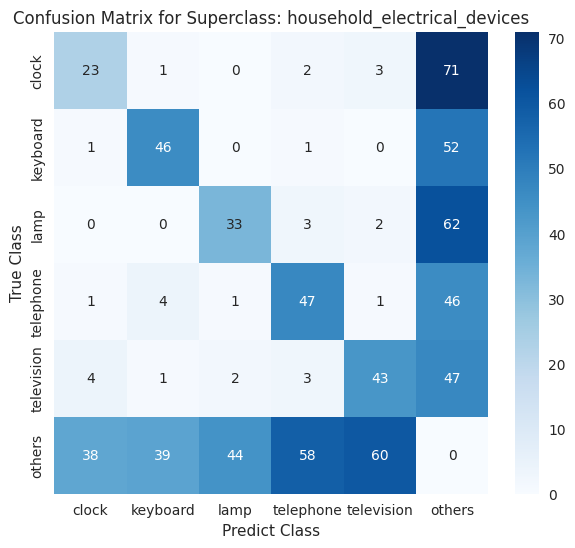 Confusion Matrix for Superclass: household_electrical_devices
True Class
clock 23 1 0 2 3 71
keyboard 1 46 0 1 0 52
lamp 0 0 33 3 2 62
telephone 1 4 1 47 1 46
television 4 1 2 3 43 47
others 38 39 44 58 60 0
clock keyboard lamp telephone television others
Predict Class
70
60
50
40
30
20
10
0